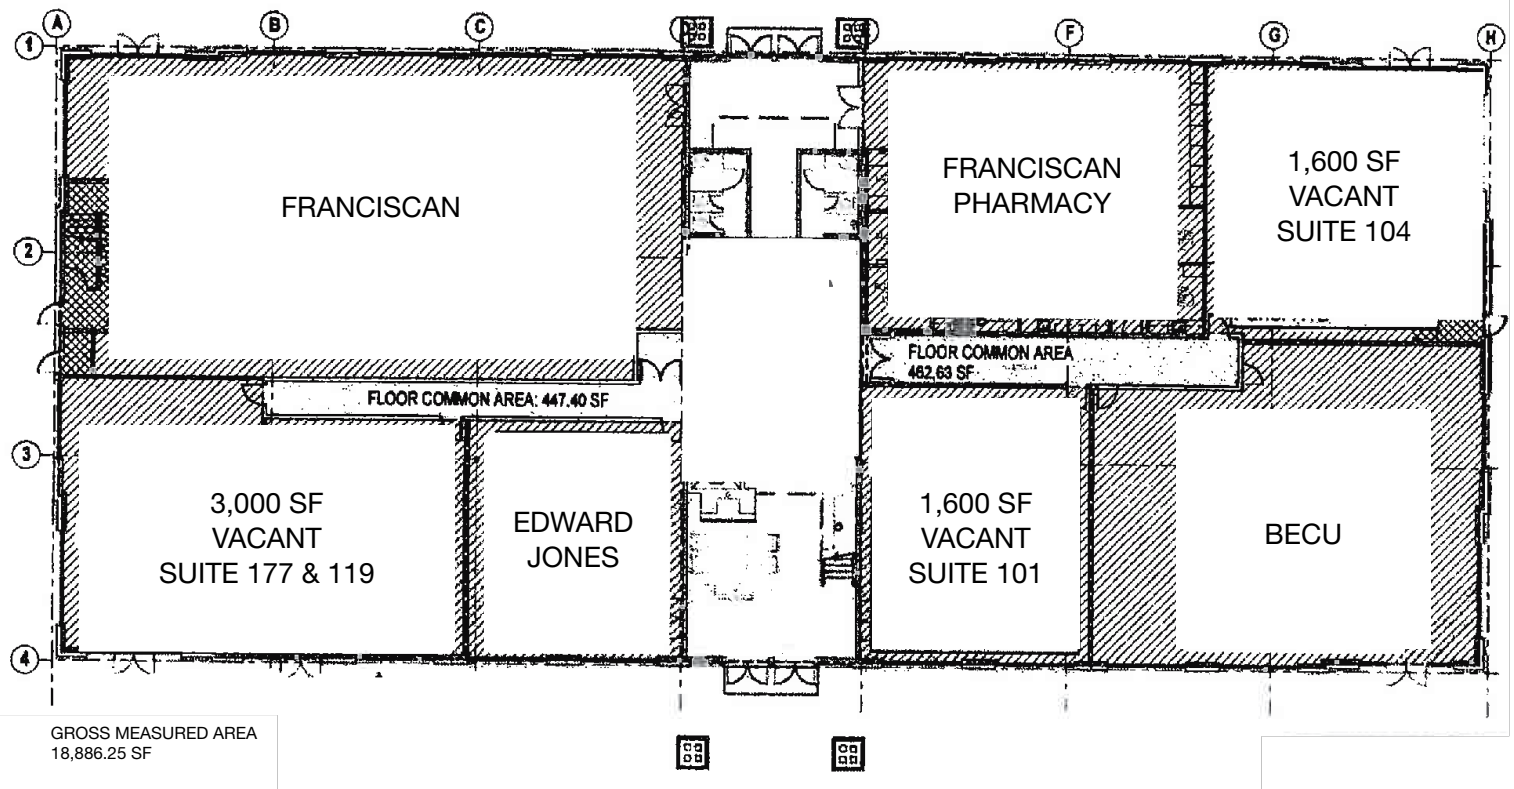 A
B
C
F
G
H
1
FRANCISCAN
FRANCISCAN
PHARMACY
1,600 SF
VACANT
SUITE 104
2
FLOOR COMMON AREA
462.63 SF
FLOOR COMMON AREA: 447.40 SF
3
3,000 SF
VACANT
SUITE 177 & 119
EDWARD
JONES
1,600 SF
VACANT
SUITE 101
BECU
4
GROSS MEASURED AREA
18,886.25 SF